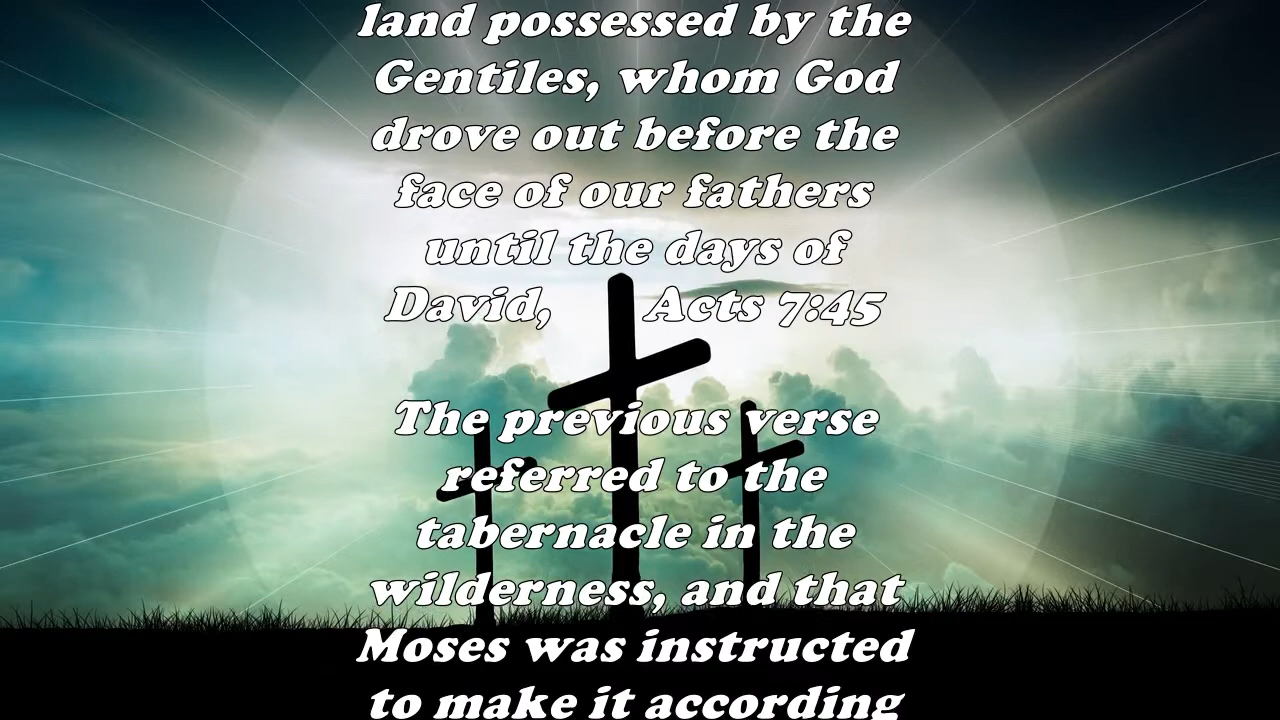 land possessed by the
Gentiles, whom God
drove out before the
face of our fathers
until the days of
David, Acts 7:45
The previous verse
referred to the
tabernacle in the
wilderness, and that
Moses was instructed
to make it according